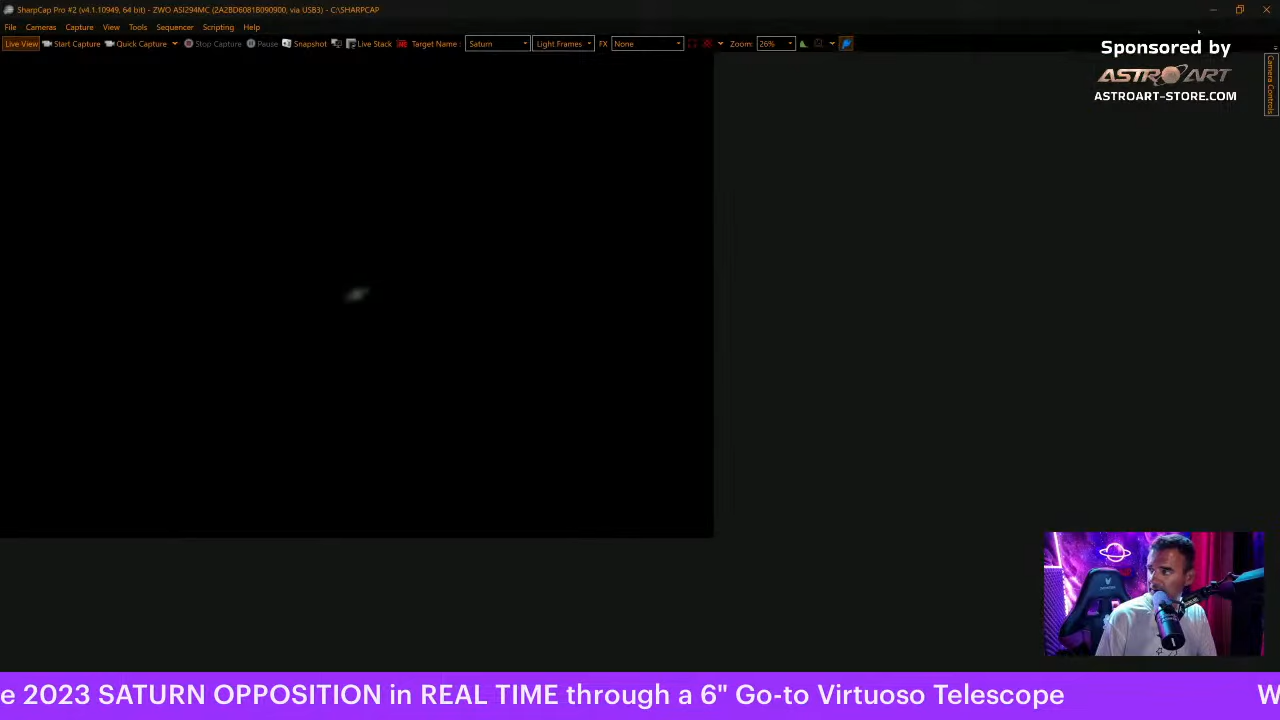 SharpCap Pro #2 (v4.1.10949, 64 bit) - ZWO ASI294MC (2A2BD6081B090900, via USB3) - C:\SHARPCAP
File Cameras Capture View Tools Sequencer Scripting Help
Live View Start Capture Quick Capture Stop Capture Pause Snapshot Live Stack Target Name : Saturn Light Frames FX None Zoom: 26%
Sponsored by
ASTROART
ASTROART-STORE.COM
Camera Controls
e 2023 SATURN OPPOSITION in REAL TIME through a 6" Go-to Virtuoso Telescope W